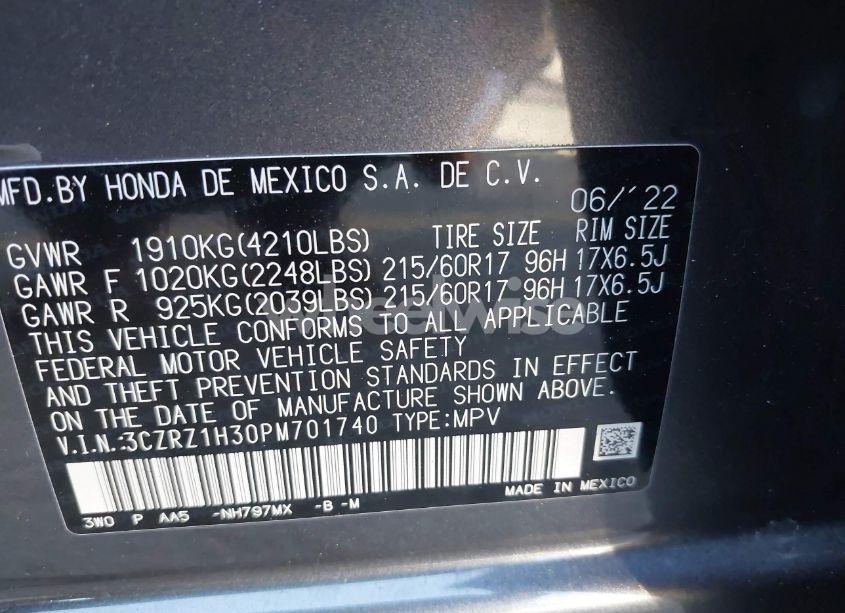 MFD.BY HONDA DE MEXICO S.A. DE C.V.
06/'22
GVWR 1910KG(4210LBS) TIRE SIZE RIM SIZE
GAWR F 1020KG(2248LBS) 215/60R17 96H 17X6.5J
GAWR R 925KG(2039LBS) 215/60R17 96H 17X6.5J
THIS VEHICLE CONFORMS TO ALL APPLICABLE
FEDERAL MOTOR VEHICLE SAFETY
AND THEFT PREVENTION STANDARDS IN EFFECT
ON THE DATE OF MANUFACTURE SHOWN ABOVE.
V.I.N:3CZRZ1H30PM701740 TYPE:MPV
MADE IN MEXICO
3W0 P AA5 -NH797MX -B -M